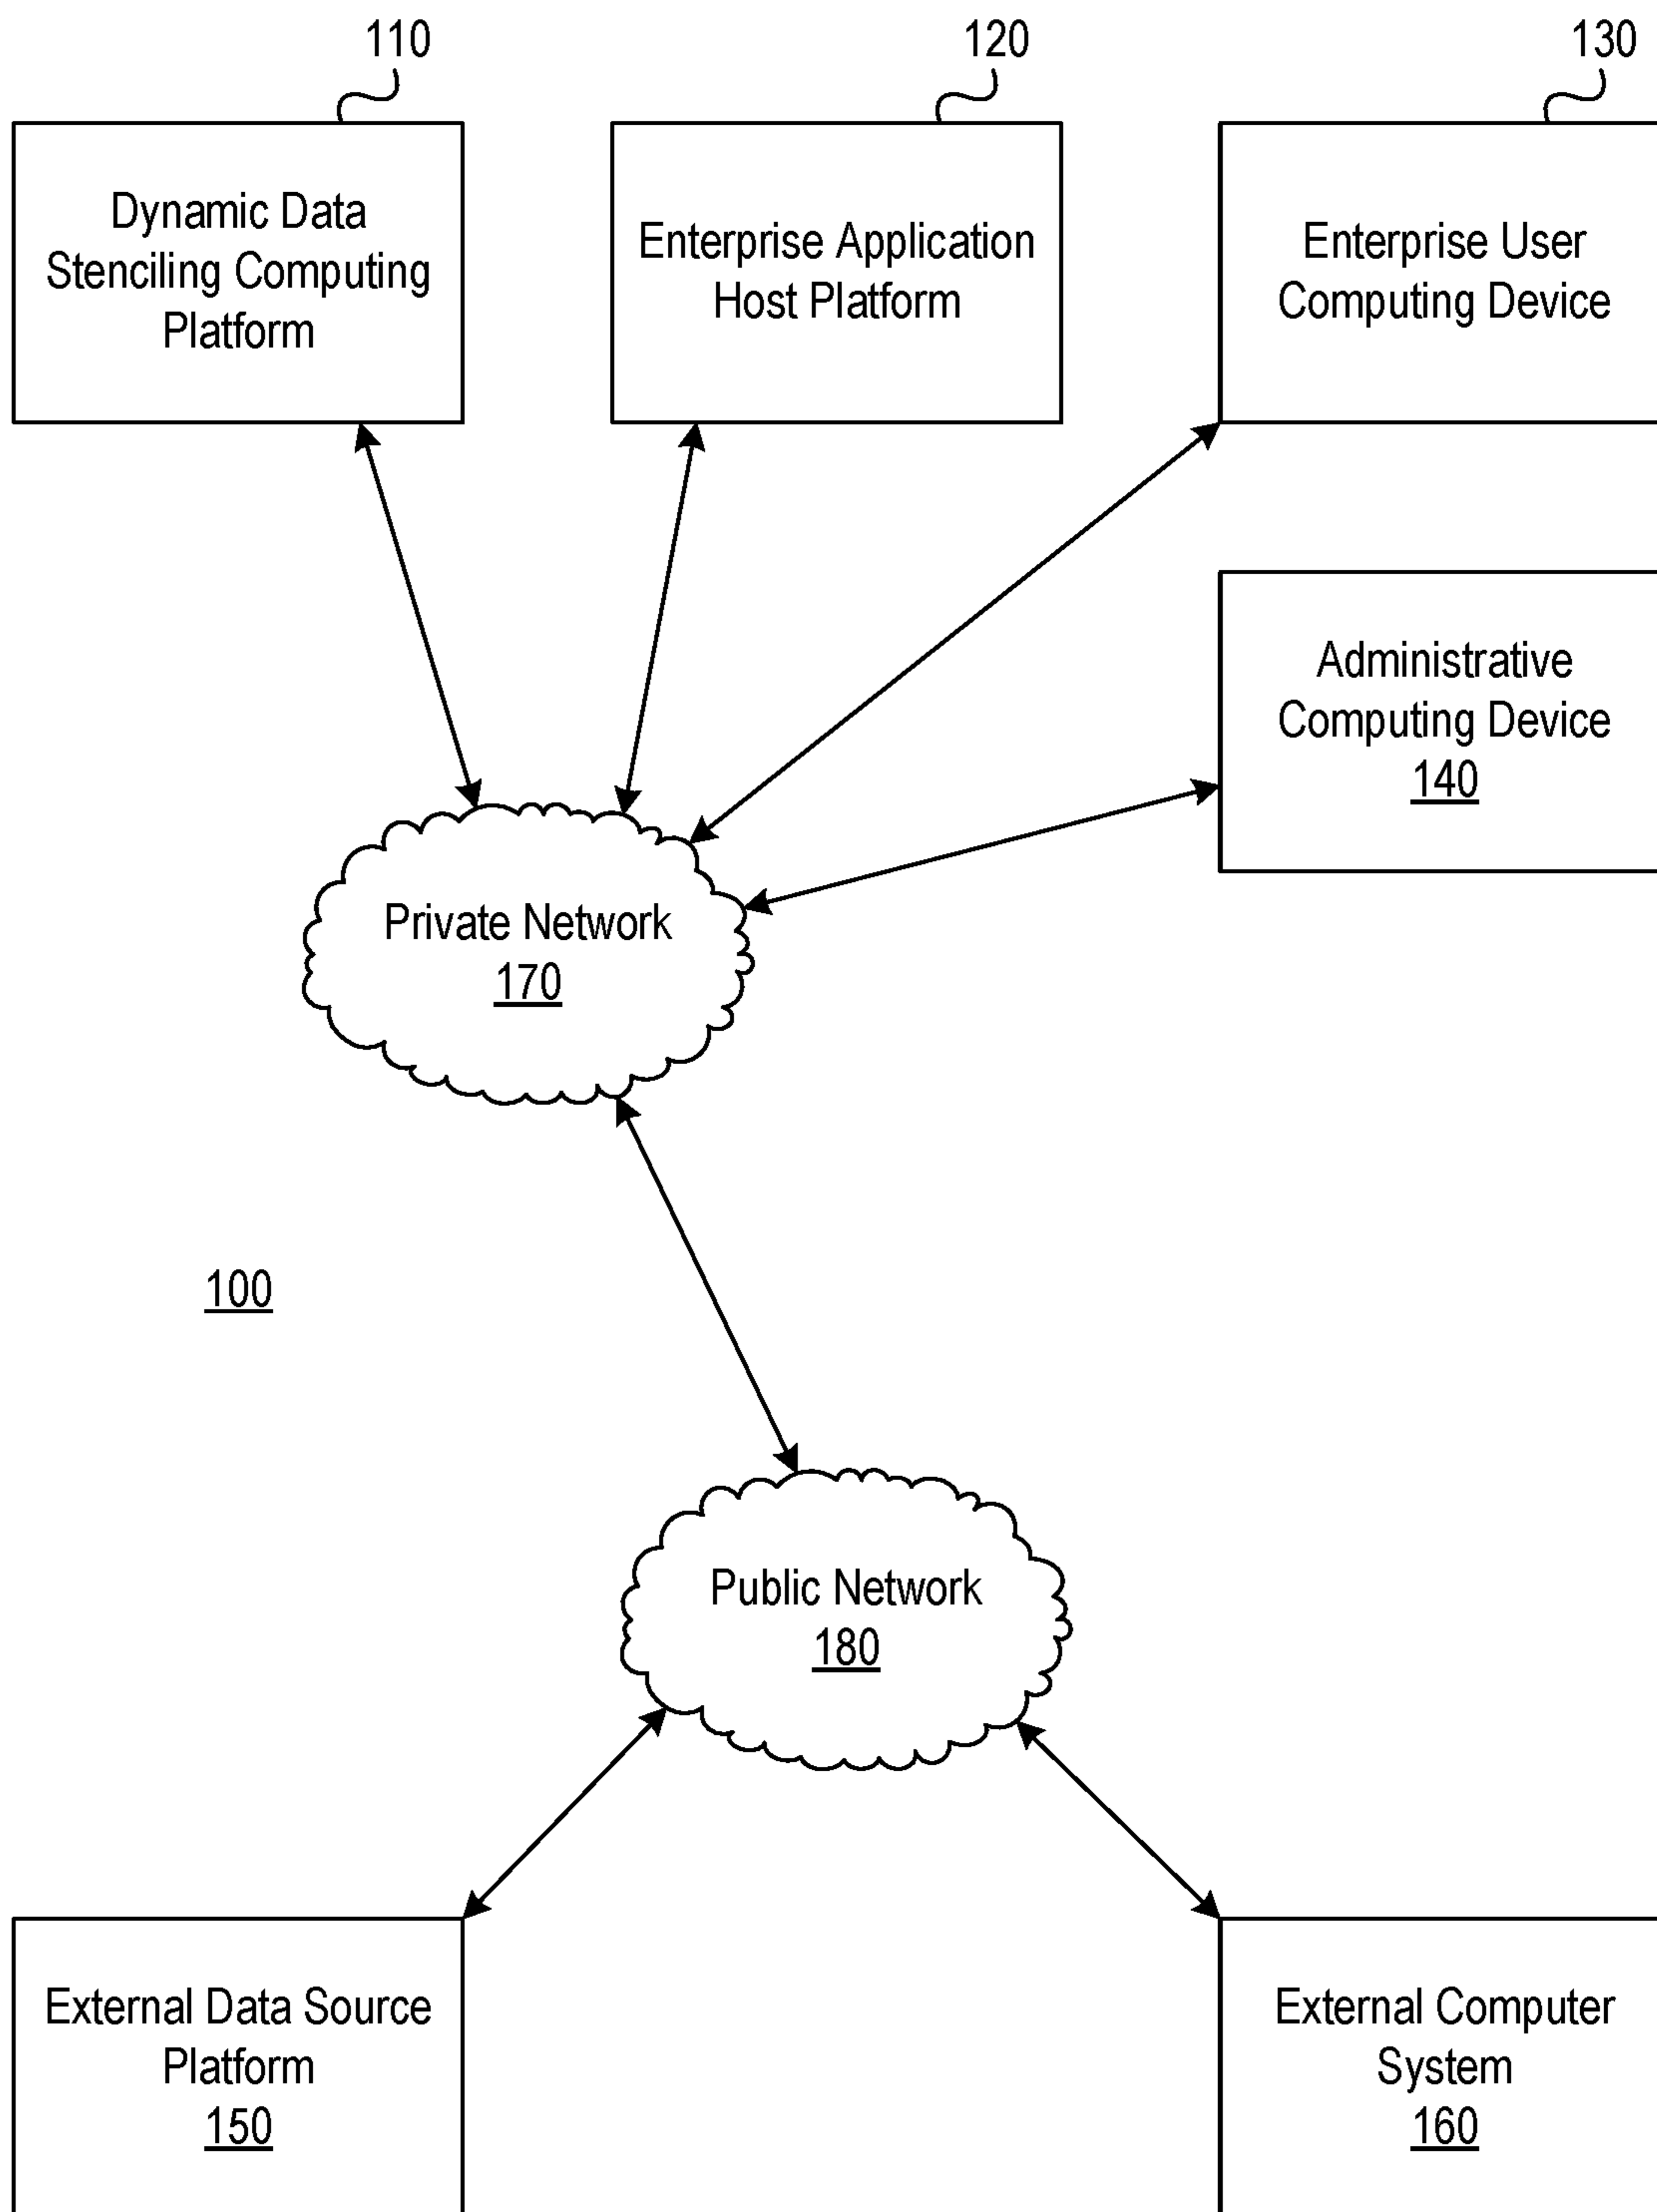 110
120
130
Dynamic Data
Stenciling Computing
Platform
Enterprise Application
Host Platform
Enterprise User
Computing Device
Administrative
Computing Device
140
Private Network
170
100
Public Network
180
External Data Source
Platform
150
External Computer
System
160